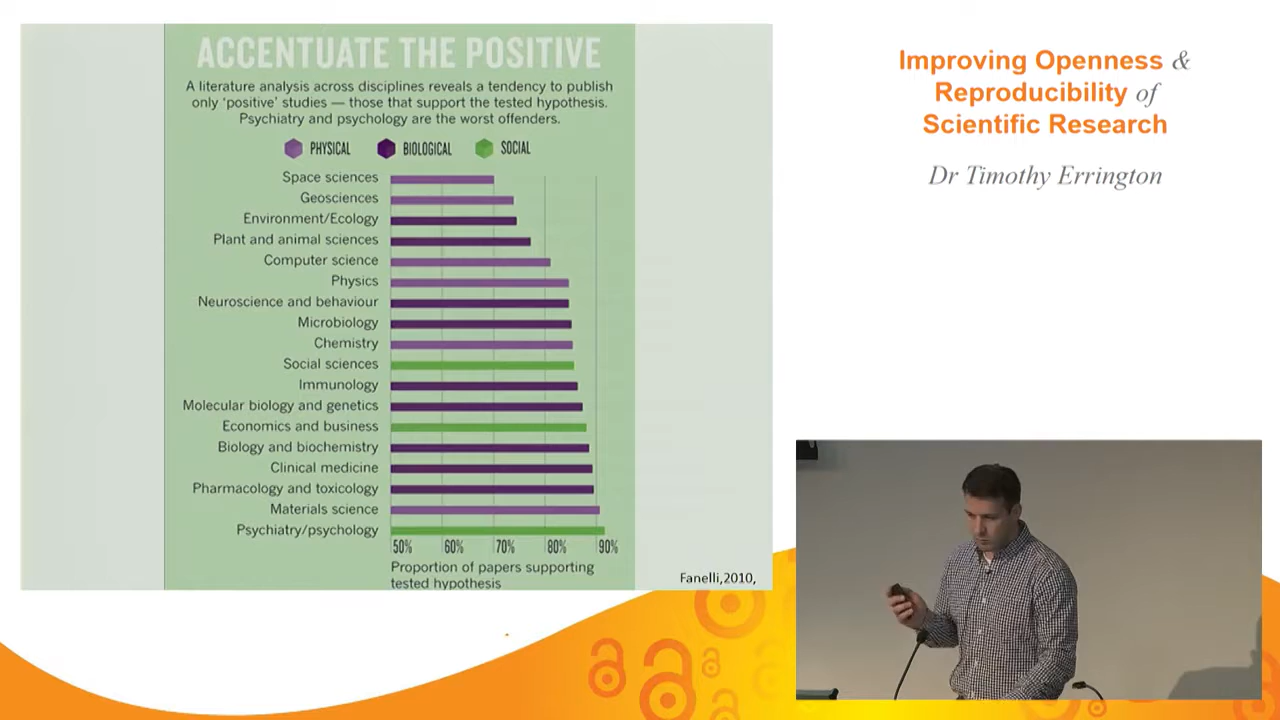 ACCENTUATE THE POSITIVE
A literature analysis across disciplines reveals a tendency to publish
only ‘positive’ studies — those that support the tested hypothesis.
Psychiatry and psychology are the worst offenders.
PHYSICAL BIOLOGICAL SOCIAL
Space sciences
Geosciences
Environment/Ecology
Plant and animal sciences
Computer science
Physics
Neuroscience and behaviour
Microbiology
Chemistry
Social sciences
Immunology
Molecular biology and genetics
Economics and business
Biology and biochemistry
Clinical medicine
Pharmacology and toxicology
Materials science
Psychiatry/psychology
50% 60% 70% 80% 90%
Proportion of papers supporting
tested hypothesis
Fanelli,2010,
Improving Openness &
Reproducibility of
Scientific Research
Dr Timothy Errington